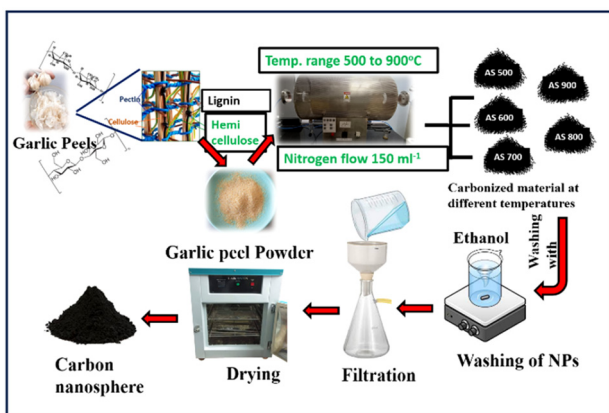 Temp. range 500 to 900°C
Pectin
Cellulose
Lignin
Hemi
cellulose
Garlic Peels
Nitrogen flow 150 ml⁻¹
Garlic peel Powder
AS 500
AS 900
AS 600
AS 800
AS 700
Carbonized material at
different temperatures
Washing
with
Ethanol
Washing of NPs
Filtration
Drying
Carbon
nanosphere